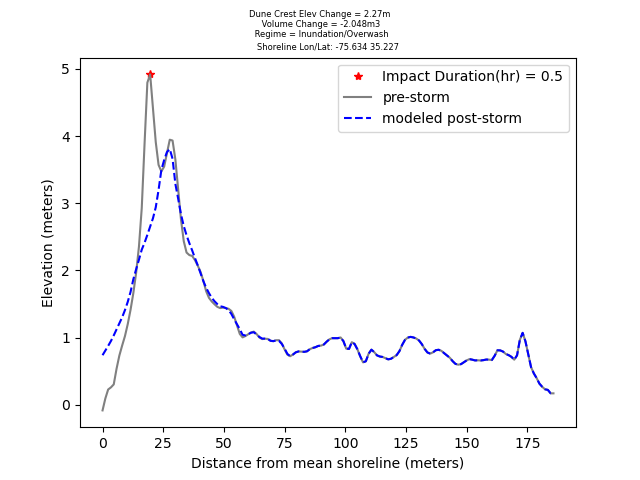 Dune Crest Elev Change = 2.27m
Volume Change = -2.048m3
Regime = Inundation/Overwash
Shoreline Lon/Lat: -75.634 35.227
Impact Duration(hr) = 0.5
pre-storm
modeled post-storm
Elevation (meters)
5
4
3
2
1
0
0 25 50 75 100 125 150 175
Distance from mean shoreline (meters)